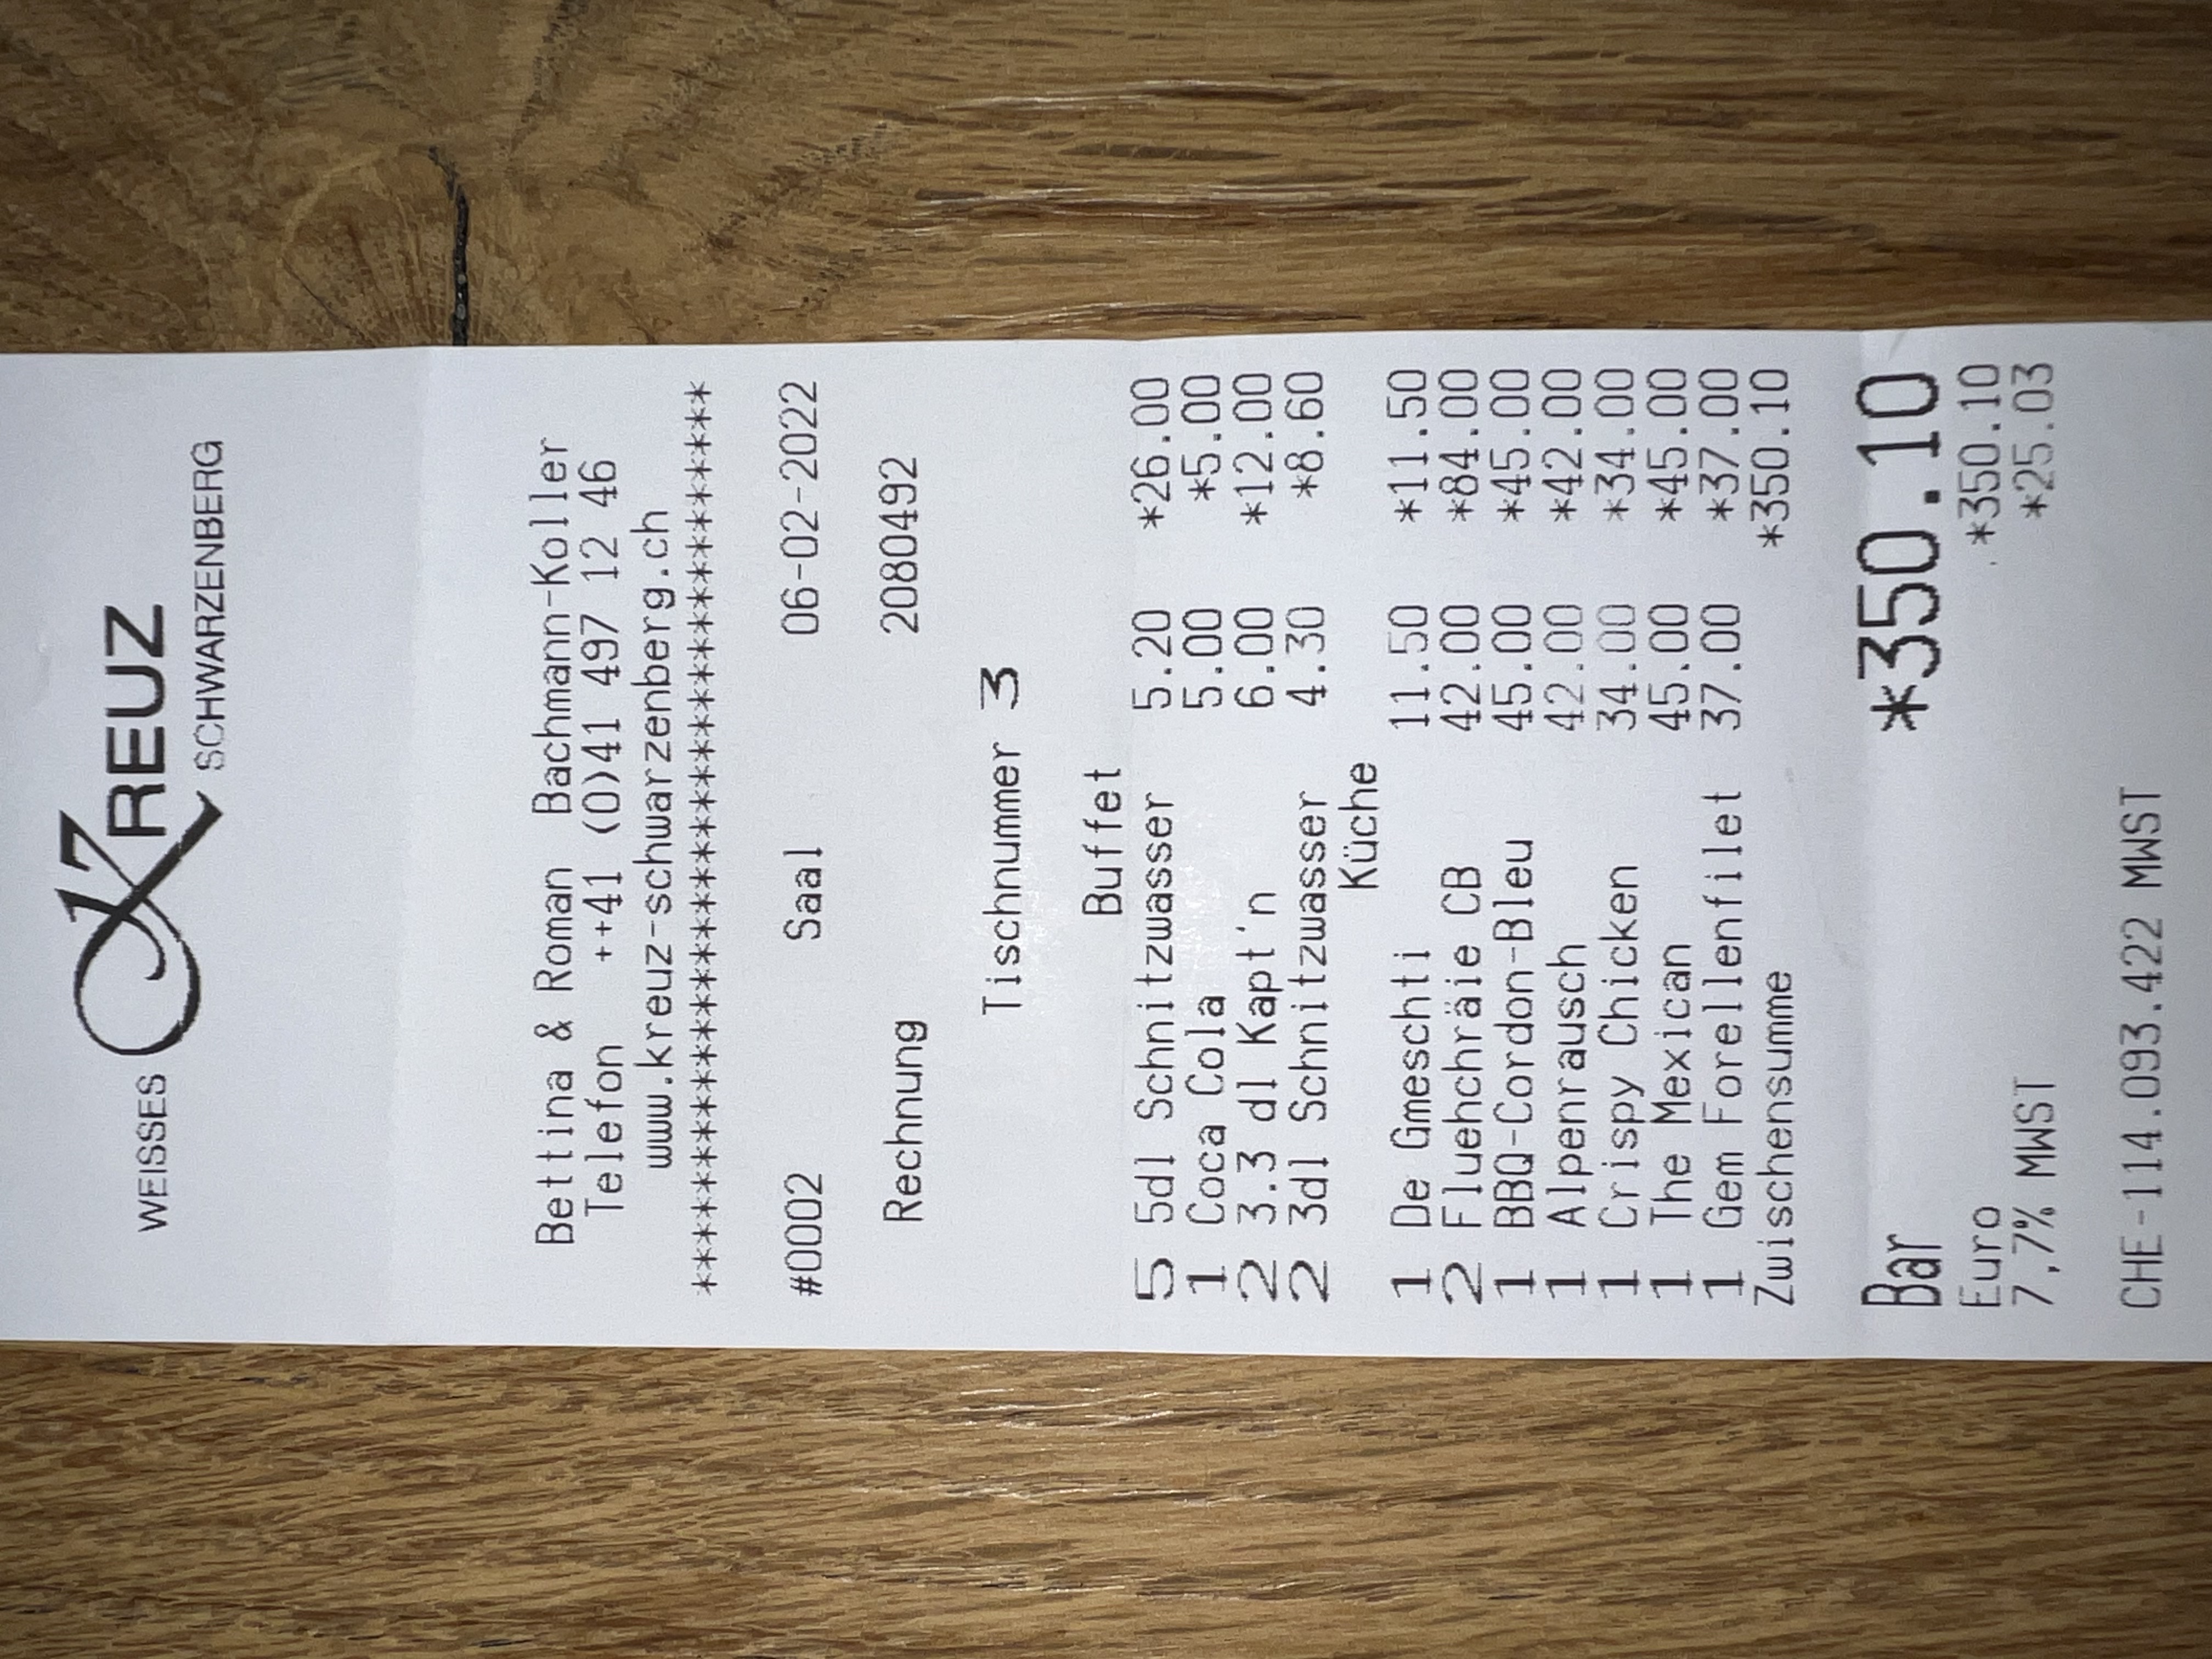 WEISSES KREUZ
SCHWARZENBERG
Bettina & Roman Bachmann-Koller
Telefon ++41 (0)41 497 12 46
www.kreuz-schwarzenberg.ch
************************************
#0002 Saal 06-02-2022
Rechnung 2080492
Tischnummer 3
Buffet
5 5dl Schnitzwasser 5.20 *26.00
1 Coca Cola 5.00 *5.00
2 3.3 dl Kapt'n 6.00 *12.00
2 3dl Schnitzwasser 4.30 *8.60
Küche
1 De Gmeschti 11.50 *11.50
2 Fluehchräie CB 42.00 *84.00
1 BBQ-Cordon-Bleu 45.00 *45.00
1 Alpenrausch 42.00 *42.00
1 Crispy Chicken 34.00 *34.00
1 The Mexican 45.00 *45.00
1 Gem Forellenfilet 37.00 *37.00
Zwischensumme *350.10
Bar *350.10
Euro *350.10
7,7% MWST *25.03
CHE-114.093.422 MWST